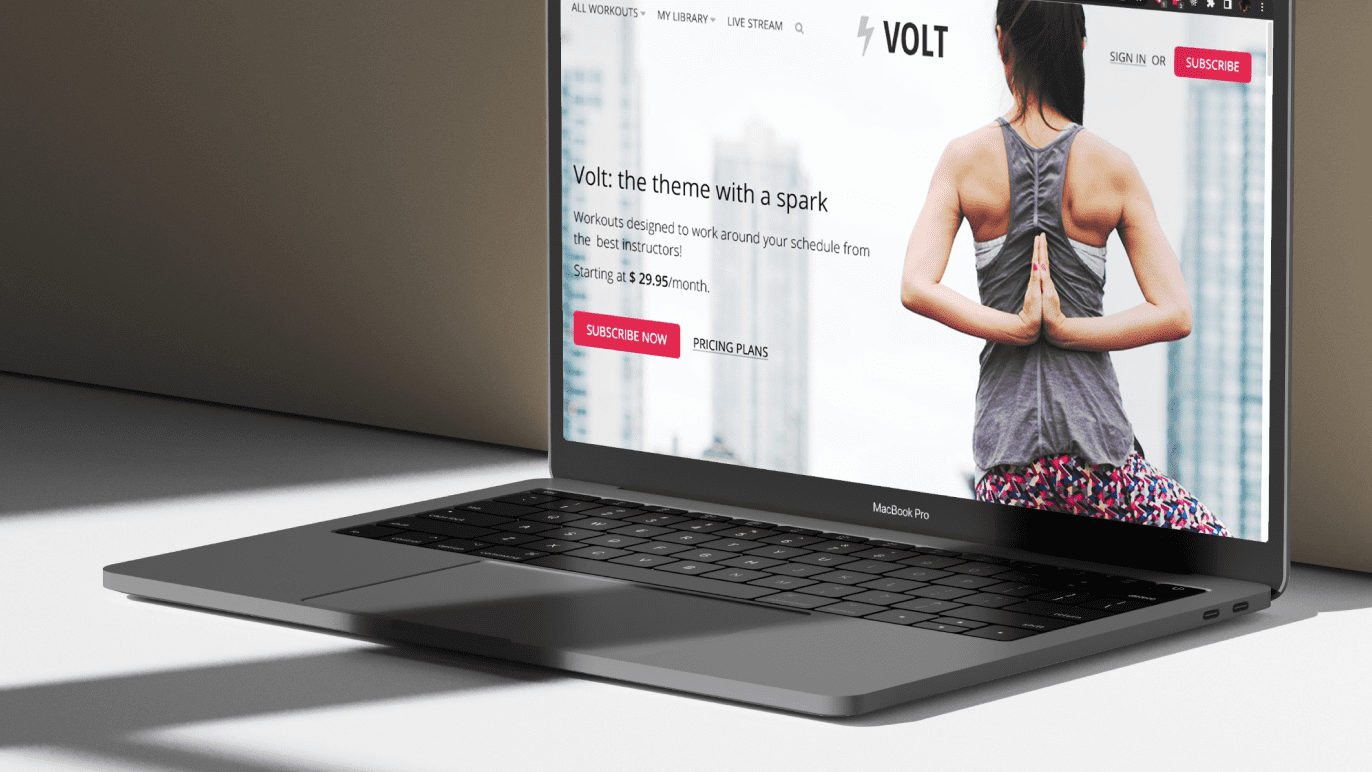 ALL WORKOUTS
MY LIBRARY
LIVE STREAM
VOLT
SIGN IN OR
SUBSCRIBE
Volt: the theme with a spark
Workouts designed to work around your schedule from
the best instructors!
Starting at $ 29.95/month.
SUBSCRIBE NOW
PRICING PLANS
MacBook Pro